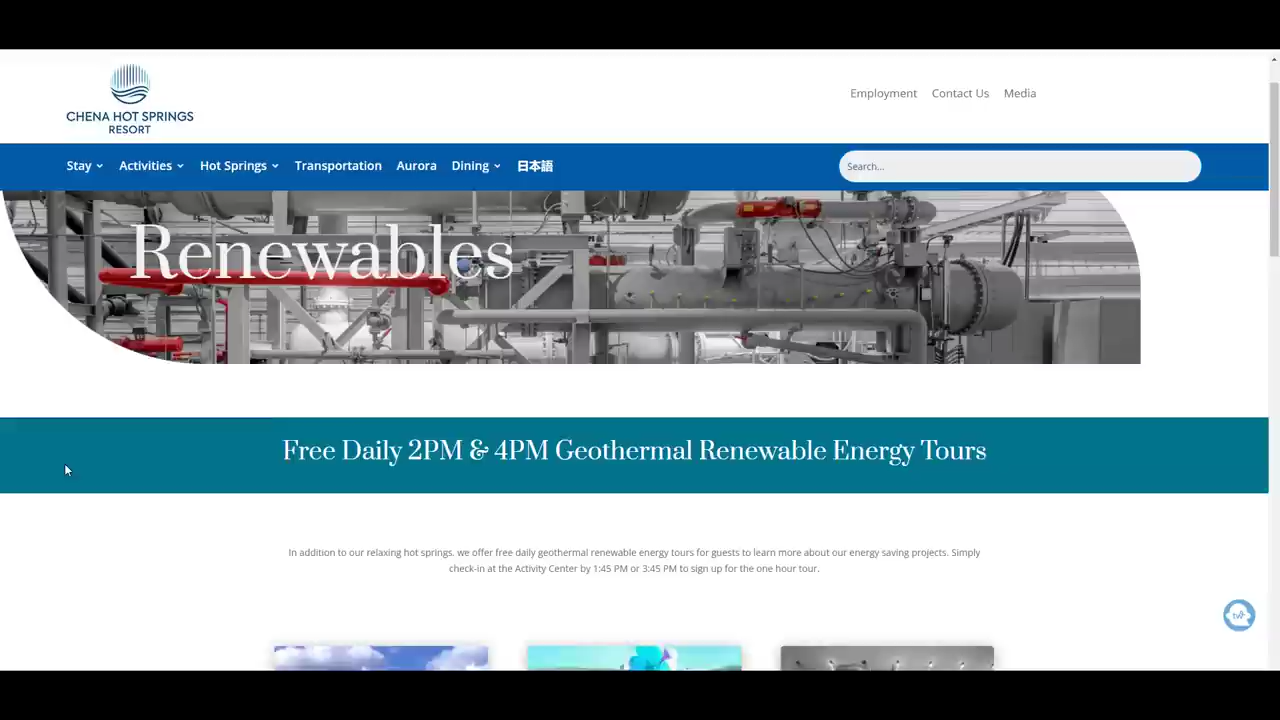 CHENA HOT SPRINGS
RESORT
Employment Contact Us Media
Stay Activities Hot Springs Transportation Aurora Dining 日本語
Search...
Renewables
Free Daily 2PM & 4PM Geothermal Renewable Energy Tours
In addition to our relaxing hot springs. we offer free daily geothermal renewable energy tours for guests to learn more about our energy saving projects. Simply
check-in at the Activity Center by 1:45 PM or 3:45 PM to sign up for the one hour tour.